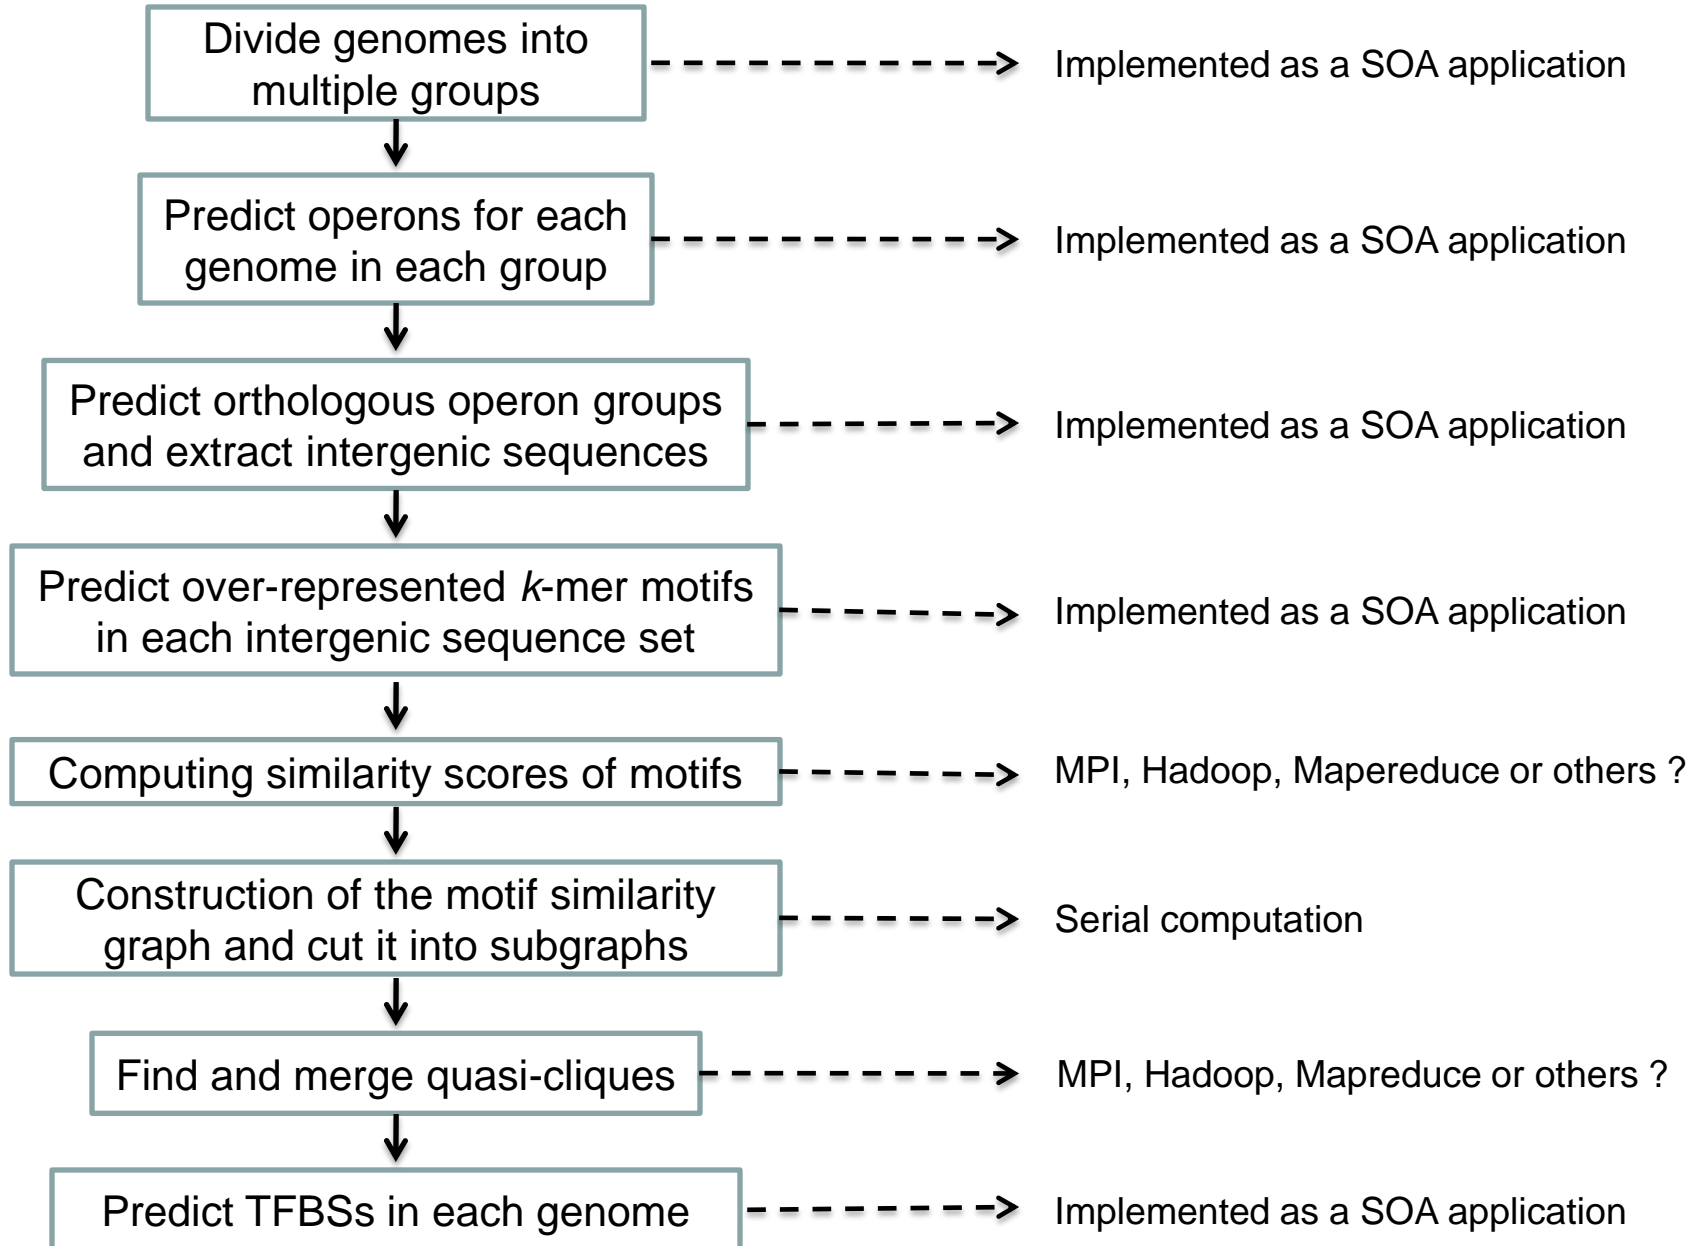 Divide genomes into
multiple groups
Implemented as a SOA application
Predict operons for each
genome in each group
Implemented as a SOA application
Predict orthologous operon groups
and extract intergenic sequences
Implemented as a SOA application
Predict over-represented k-mer motifs
in each intergenic sequence set
Implemented as a SOA application
Computing similarity scores of motifs
MPI, Hadoop, Mapereduce or others ?
Construction of the motif similarity
graph and cut it into subgraphs
Serial computation
Find and merge quasi-cliques
MPI, Hadoop, Mapreduce or others ?
Predict TFBSs in each genome
Implemented as a SOA application